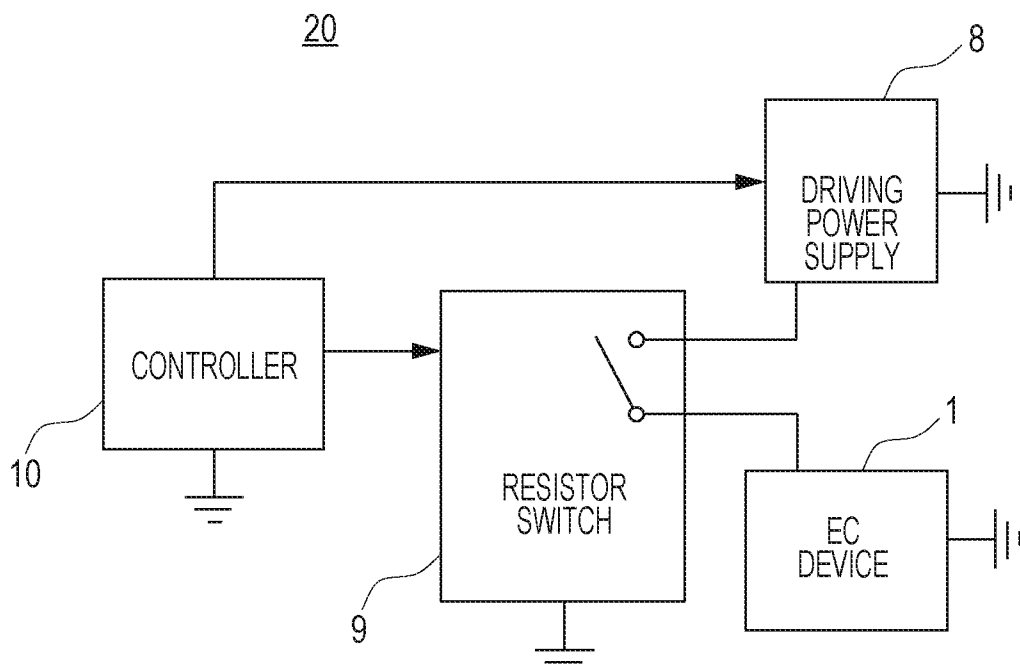 20
8
DRIVING
POWER
SUPPLY
CONTROLLER
10
RESISTOR
SWITCH
9
1
EC
DEVICE